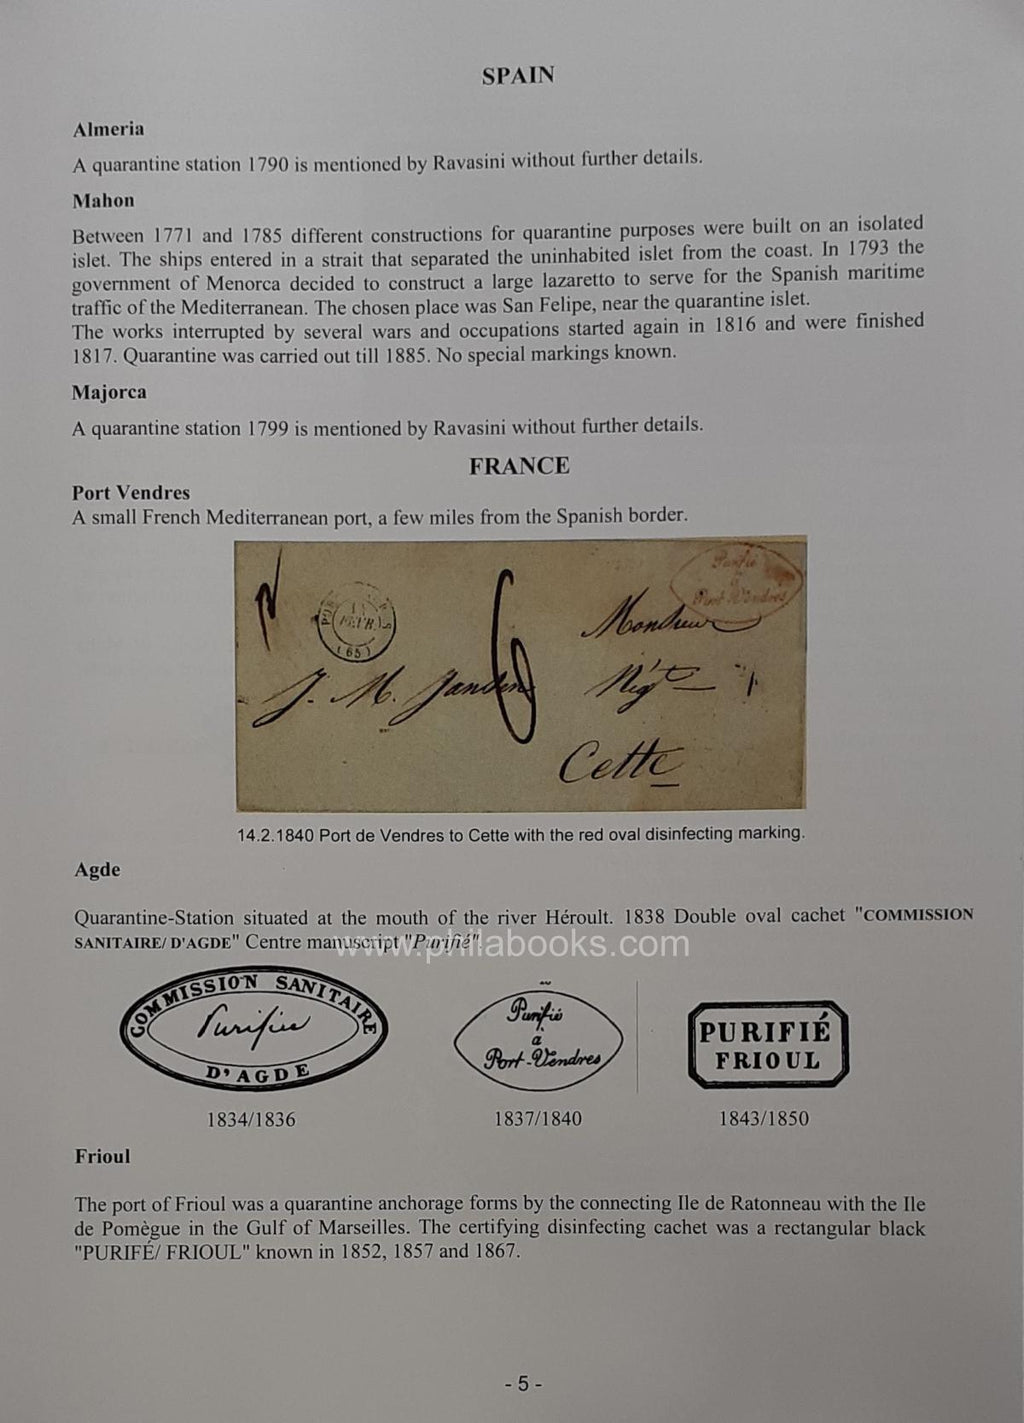 SPAIN
Almeria
A quarantine station 1790 is mentioned by Ravasini without further details.
Mahon
Between 1771 and 1785 different constructions for quarantine purposes were built on an isolated
islet. The ships entered in a strait that separated the uninhabited islet from the coast. In 1793 the
government of Menorca decided to construct a large lazaretto to serve for the Spanish maritime
traffic of the Mediterranean. The chosen place was San Felipe, near the quarantine islet.
The works interrupted by several wars and occupations started again in 1816 and were finished
1817. Quarantine was carried out till 1885. No special markings known.
Majorca
A quarantine station 1799 is mentioned by Ravasini without further details.
FRANCE
Port Vendres
A small French Mediterranean port, a few miles from the Spanish border.
Purifié
à
Port-Vendres
(65)
6
Monsieur
J. M. Jansen
Négt
Cette
14.2.1840 Port de Vendres to Cette with the red oval disinfecting marking.
Agde
Quarantine-Station situated at the mouth of the river Héroult. 1838 Double oval cachet "COMMISSION
SANITAIRE/ D'AGDE" Centre manuscript "Purifié".
www.philabooks.com
COMMISSION SANITAIRE
Purifiée
D'AGDE
Purifié
a
Port-Vendres
PURIFIÉ
FRIOUL
1834/1836
1837/1840
1843/1850
Frioul
The port of Frioul was a quarantine anchorage forms by the connecting Ile de Ratonneau with the Ile
de Pomègue in the Gulf of Marseilles. The certifying disinfecting cachet was a rectangular black
"PURIFÉ/ FRIOUL" known in 1852, 1857 and 1867.
- 5 -